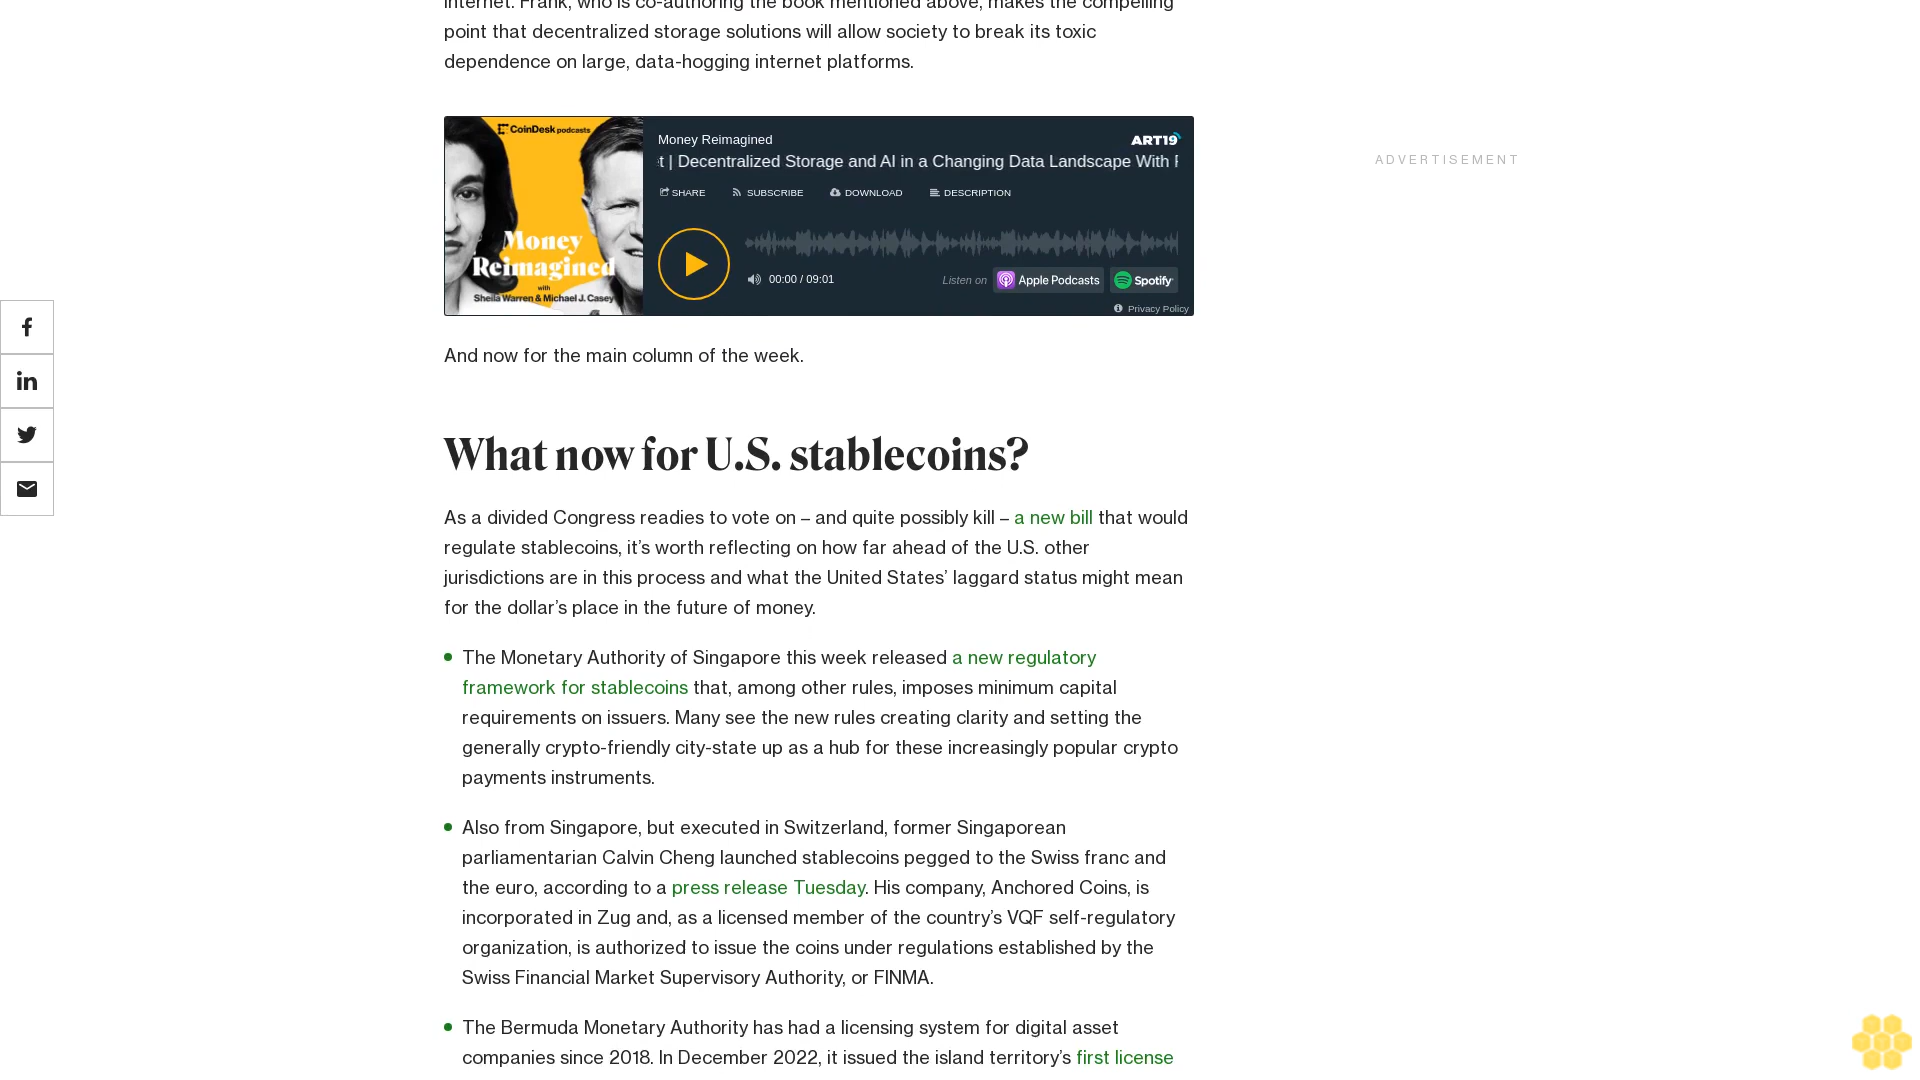 internet. Frank, who is co-authoring the book mentioned above, makes the compelling
point that decentralized storage solutions will allow society to break its toxic
dependence on large, data-hogging internet platforms.
CoinDesk podcasts
Money
Reimagined
with
Sheila Warren & Michael J. Casey
Money Reimagined
ART19
t | Decentralized Storage and AI in a Changing Data Landscape With
SHARE
SUBSCRIBE
DOWNLOAD
DESCRIPTION
00:00 / 09:01
Listen on
Apple Podcasts
Spotify
Privacy Policy
ADVERTISEMENT
And now for the main column of the week.
What now for U.S. stablecoins?
As a divided Congress readies to vote on – and quite possibly kill – a new bill that would
regulate stablecoins, it’s worth reflecting on how far ahead of the U.S. other
jurisdictions are in this process and what the United States’ laggard status might mean
for the dollar’s place in the future of money.
The Monetary Authority of Singapore this week released a new regulatory
framework for stablecoins that, among other rules, imposes minimum capital
requirements on issuers. Many see the new rules creating clarity and setting the
generally crypto-friendly city-state up as a hub for these increasingly popular crypto
payments instruments.
Also from Singapore, but executed in Switzerland, former Singaporean
parliamentarian Calvin Cheng launched stablecoins pegged to the Swiss franc and
the euro, according to a press release Tuesday. His company, Anchored Coins, is
incorporated in Zug and, as a licensed member of the country’s VQF self-regulatory
organization, is authorized to issue the coins under regulations established by the
Swiss Financial Market Supervisory Authority, or FINMA.
The Bermuda Monetary Authority has had a licensing system for digital asset
companies since 2018. In December 2022, it issued the island territory’s first license